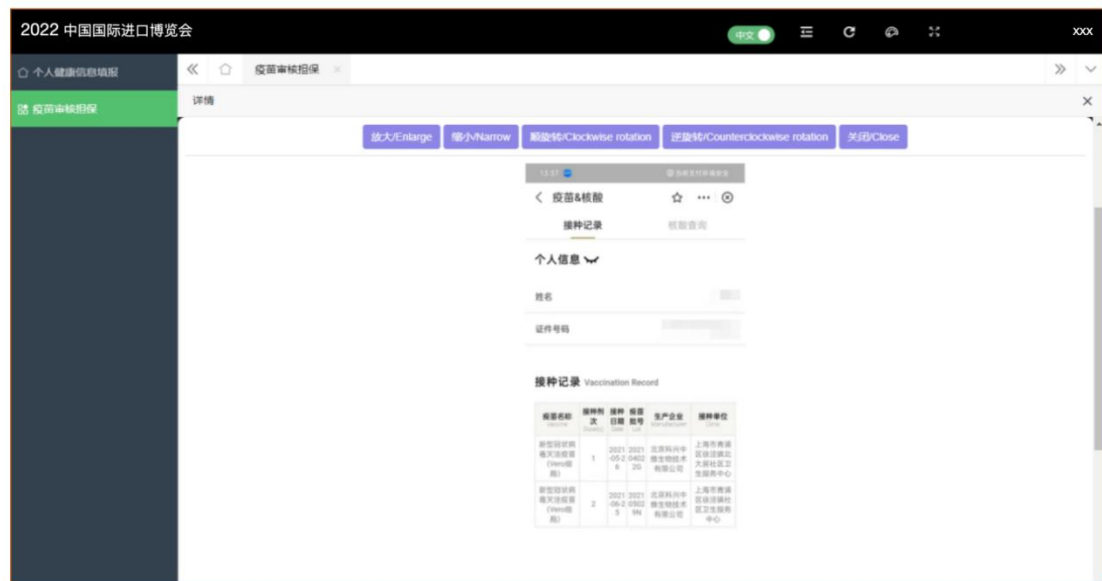 2022 中国国际进口博览会
中文
xxx
个人健康信息填报
疫苗审核担保
疫苗审核担保
详情
放大/Enlarge 缩小/Narrow 顺旋转/Clockwise rotation 逆旋转/Counterclockwise rotation 关闭/Close
疫苗&核酸
接种记录 核酸查询
个人信息
姓名
证件号码
接种记录 Vaccination Record
疫苗名称 接种剂次 接种日期 疫苗批号 生产企业 接种单位
新型冠状病毒灭活疫苗(Vero细胞) 1 2021-05-26 202104022G 北京科兴中维生物技术有限公司
新型冠状病毒灭活疫苗(Vero细胞) 2 2021-06-25 北京科兴中维生物技术有限公司